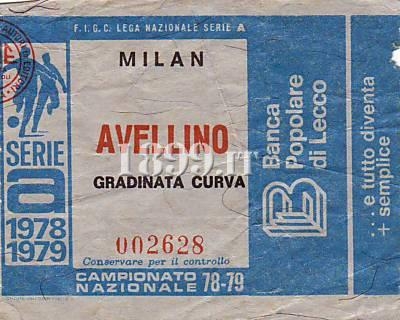 F.I.G.C. LEGA NAZIONALE SERIE A
MILAN
AVELLINO
1899.IT
GRADINATA CURVA
002628
Conservare per il controllo
CAMPIONATO
NAZIONALE 78-79
SERIE
a
1978
1979
Banca
Popolare
di Lecco
... e tutto diventa
+ semplice